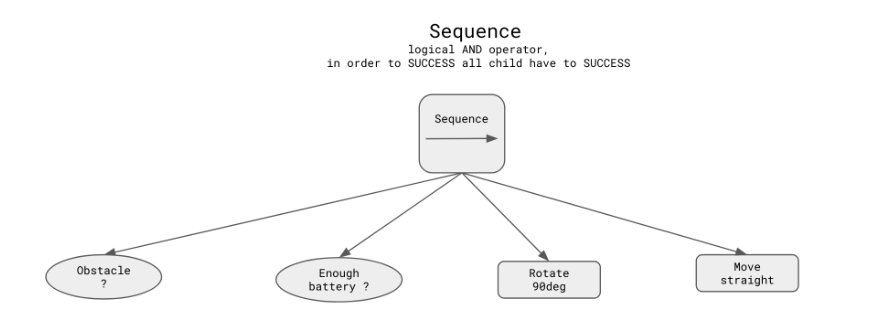 Sequence
logical AND operator,
in order to SUCCESS all child have to SUCCESS
Sequence
Obstacle
?
Enough
battery ?
Rotate
90deg
Move
straight